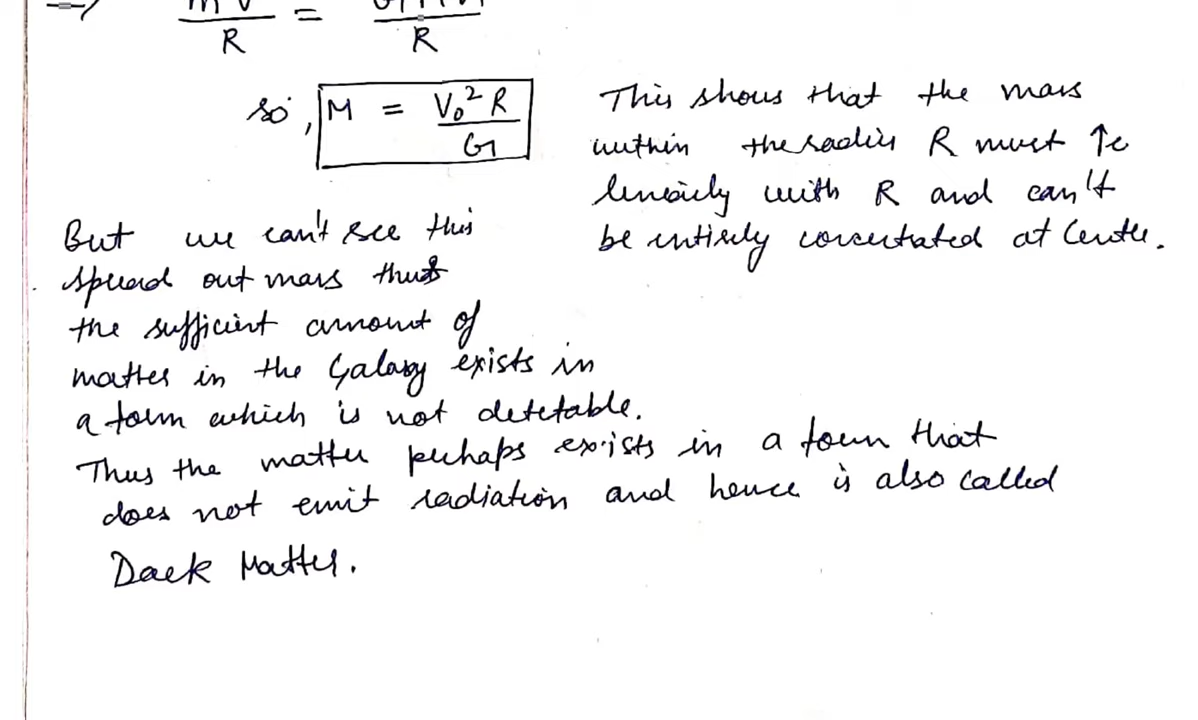 R
=
R
so, M = V₀² R / G
This shows that the mass
within the radius R must ↑e
linearly with R and can't
be entirely concentrated at Centre.
But we can't see this
spread out mass thus
the sufficient amount of
matter in the Galaxy exists in
a form which is not detetable.
Thus the matter perhaps exists in a form that
does not emit radiation and hence is also called
Dark Matter.